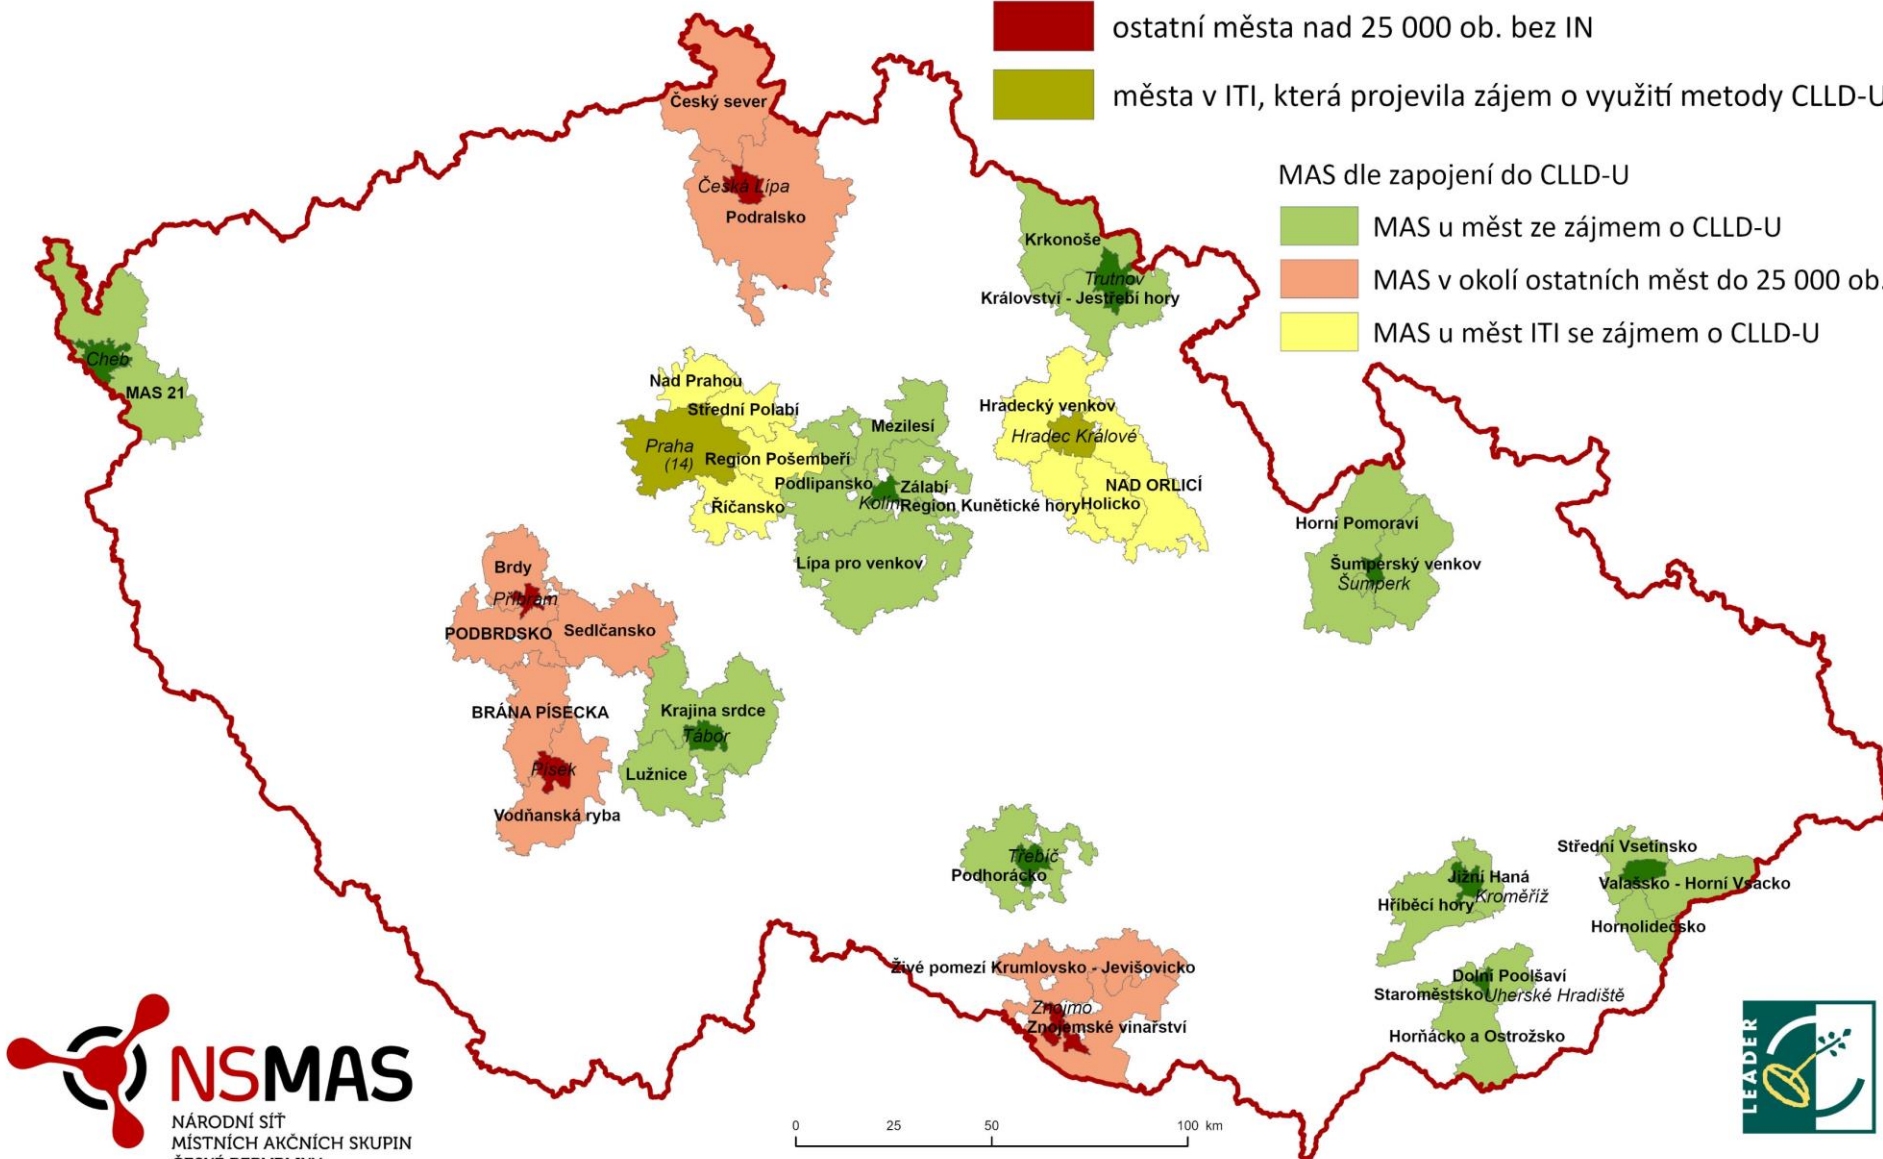 ostatní města nad 25 000 ob. bez IN
města v ITI, která projevila zájem o využití metody CLLD-U
MAS dle zapojení do CLLD-U
MAS u měst ze zájmem o CLLD-U
MAS v okolí ostatních měst do 25 000 ob.
MAS u měst ITI se zájmem o CLLD-U
Český sever
Česká Lípa
Podralsko
Krkonoše
Trutnov
Království - Jestřebí hory
Cheb
MAS 21
Nad Prahou
Střední Polabí
Praha
(14)
Region Pošembeří
Říčansko
Mezilesí
Podlipansko
Zálabí
Kolín
Region Kunětické hory
Lípa pro venkov
Hradecký venkov
Hradec Králové
NAD ORLICÍ
Holicko
Horní Pomoraví
Šumperský venkov
Šumperk
Brdy
Příbram
PODBRDSKO
Sedlčansko
BRÁNA PÍSECKA
Písek
Vodňanská ryba
Krajina srdce
Tábor
Lužnice
Třebíč
Podhorácko
Živé pomezí Krumlovsko - Jevišovicko
Znojmo
Znojemské vinařství
Jižní Haná
Kroměříž
Hříběcí hory
Střední Vsetínsko
Valašsko - Horní Vsacko
Hornolidečsko
Dolní Poolšaví
Staroměstsko
Uherské Hradiště
Horňácko a Ostrožsko
NSMAS
NÁRODNÍ SÍŤ
MÍSTNÍCH AKČNÍCH SKUPIN
0 25 50 100 km
LEADER